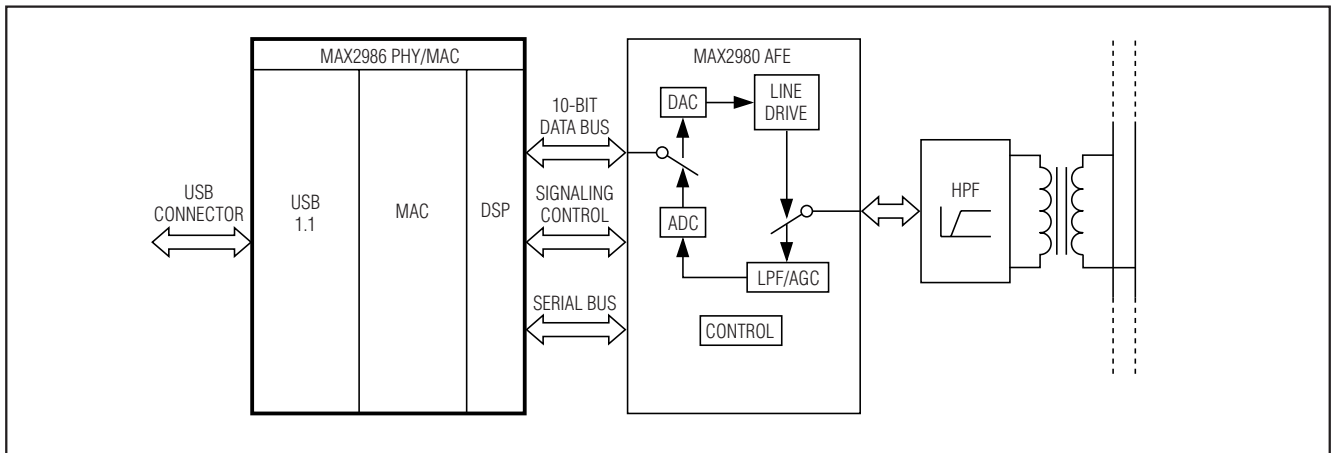 MAX2986 PHY/MAC
USB
CONNECTOR
USB
1.1
MAC
DSP
10-BIT
DATA BUS
SIGNALING
CONTROL
SERIAL BUS
MAX2980 AFE
DAC
LINE
DRIVE
ADC
LPF/AGC
CONTROL
HPF